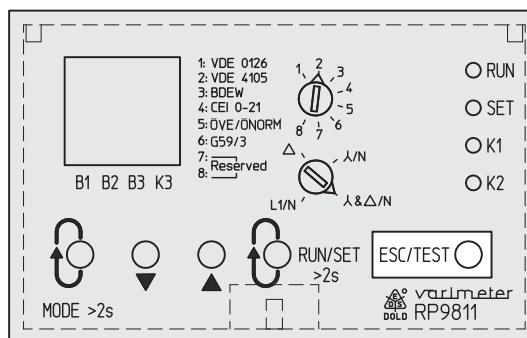 1: VDE 0126
2: VDE 4105
3: BDEW
4: CEI 0-21
5: ÖVE/ÖNORM
6: G59/3
7:
8:
Reserved
1 2 3
4
5
6
7
8
△ ⅄/N
L1/N ⅄&△/N
RUN
SET
K1
K2
B1 B2 B3 K3
MODE >2s
▼
▲
RUN/SET
>2s
ESC/TEST
E
D S
DOLD
varimeter
RP9811